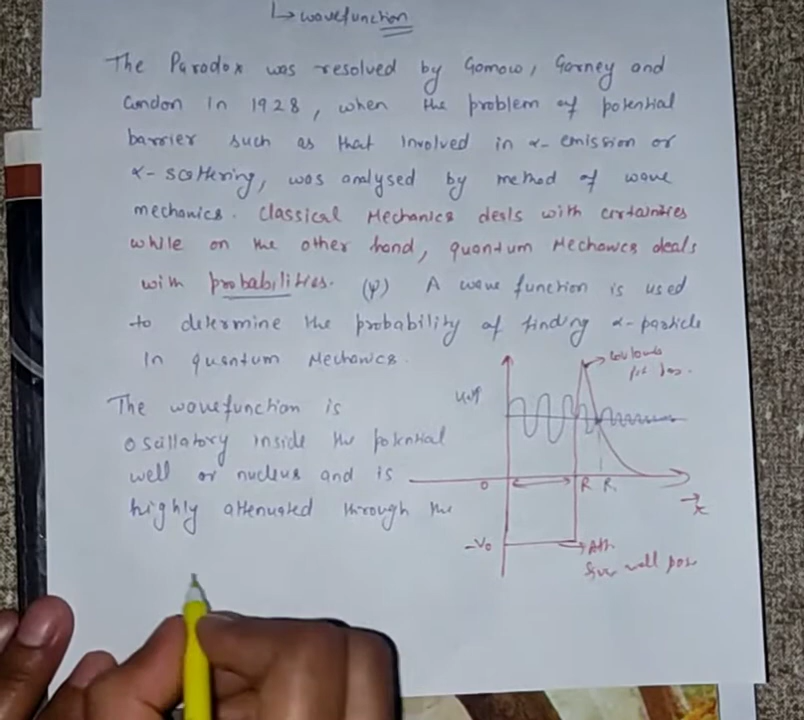 ↳ wavefunction
The Paradox was resolved by Gamow, Gurney and
Condon in 1928, when the problem of potential
barrier such as that involved in α- emission or
α- scattering, was analysed by method of wave
mechanics. Classical Mechanics deals with certainties
while on the other hand, quantum Mechanics deals
with probabilities. (ψ) A wave function is used
to determine the probability of finding α-particle
in quantum Mechanics.
The wavefunction is
oscillatory inside the potential
well or nucleus and is
highly attenuated through the
0 R R₁
-V₀
well